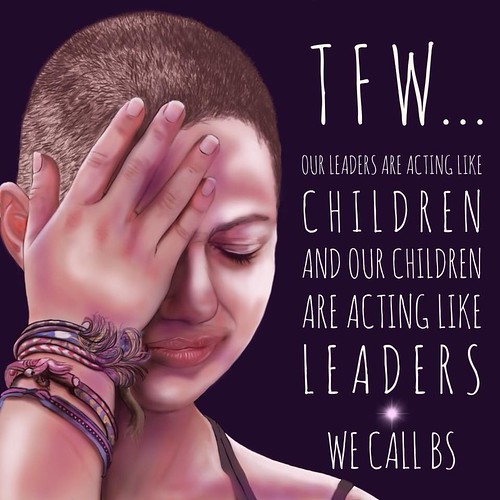 TFW...
OUR LEADERS ARE ACTING LIKE
CHILDREN
AND OUR CHILDREN
ARE ACTING LIKE
LEADERS
WE CALL BS